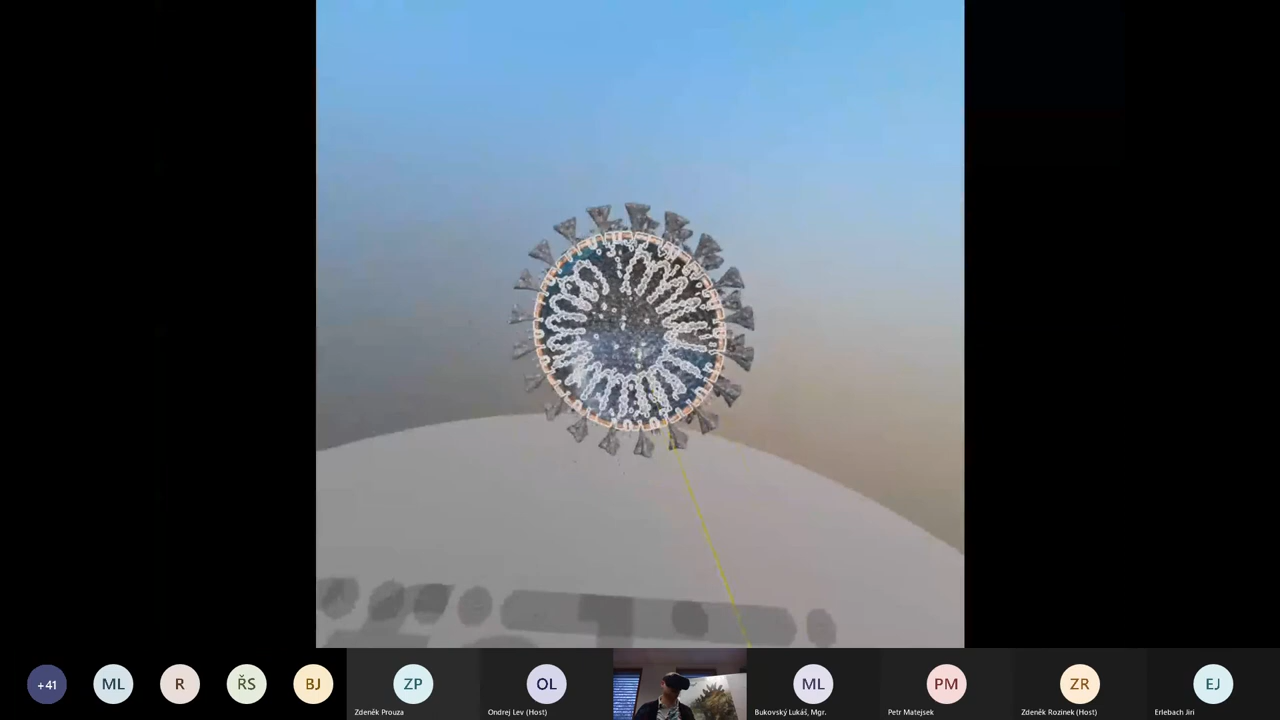 +41
ML
R
ŘS
BJ
ZP
OL
ML
PM
ZR
EJ
Zdeněk Prouza
Ondrej Lev (Host)
Bukovský Lukáš, Mgr.
Petr Matejsek
Zdeněk Rozinek (Host)
Erlebach Jiri